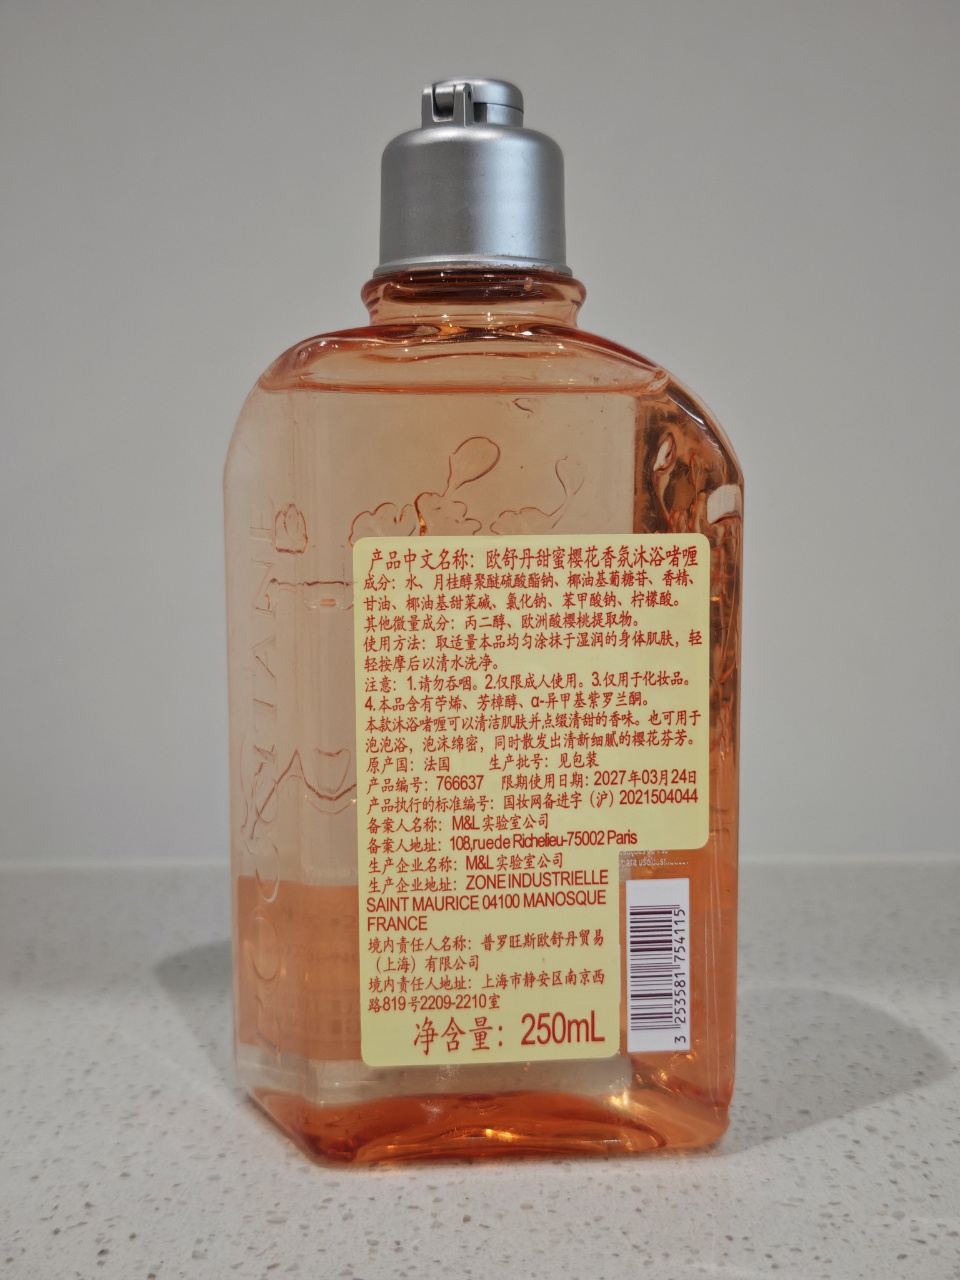 L'OCCITANE
产品中文名称：欧舒丹甜蜜樱花香氛沐浴啫喱
成分：水、月桂醇聚醚硫酸酯钠、椰油基葡糖苷、香精、
甘油、椰油基甜菜碱、氯化钠、苯甲酸钠、柠檬酸。
其他微量成分：丙二醇、欧洲酸樱桃提取物。
使用方法：取适量本品均匀涂抹于湿润的身体肌肤，轻
轻按摩后以清水洗净。
注意：1.请勿吞咽。2.仅限成人使用。3.仅用于化妆品。
4.本品含有苧烯、芳樟醇、α-异甲基紫罗兰酮。
本款沐浴啫喱可以清洁肌肤并点缀清甜的香味。也可用于
泡泡浴，泡沫绵密，同时散发出清新细腻的樱花芬芳。
原产国：法国 生产批号：见包装
产品编号：766637 限期使用日期：2027年03月24日
产品执行的标准编号：国妆网备进字（沪）2021504044
备案人名称：M&L实验室公司
备案人地址：108,ruede Richelieu-75002 Paris
生产企业名称：M&L实验室公司
生产企业地址：ZONE INDUSTRIELLE
SAINT MAURICE 04100 MANOSQUE
FRANCE
境内责任人名称：普罗旺斯欧舒丹贸易
（上海）有限公司
境内责任人地址：上海市静安区南京西
路819号2209-2210室
净含量：250mL
3 253581 754115